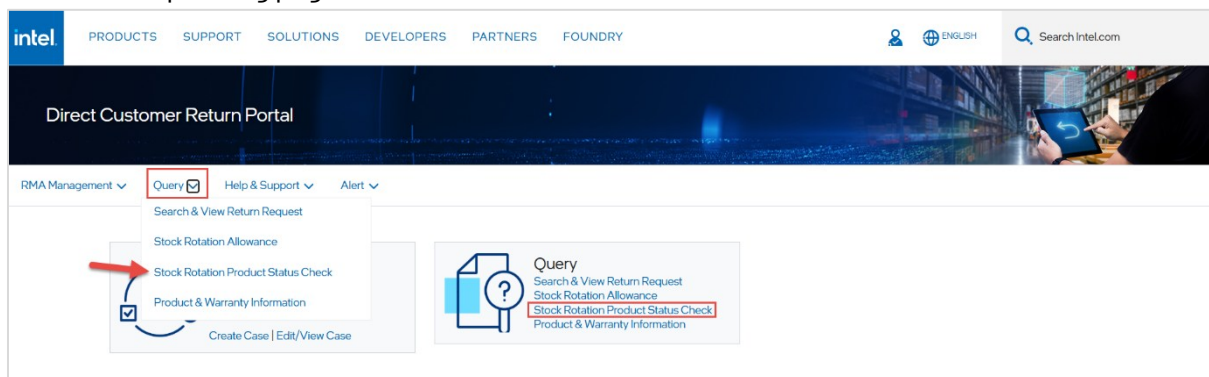 intel.
PRODUCTS SUPPORT SOLUTIONS DEVELOPERS PARTNERS FOUNDRY
ENGLISH
Search Intel.com
Direct Customer Return Portal
RMA Management Query Help & Support Alert
Search & View Return Request
Stock Rotation Allowance
Stock Rotation Product Status Check
Product & Warranty Information
Create Case | Edit/View Case
Query
Search & View Return Request
Stock Rotation Allowance
Stock Rotation Product Status Check
Product & Warranty Information